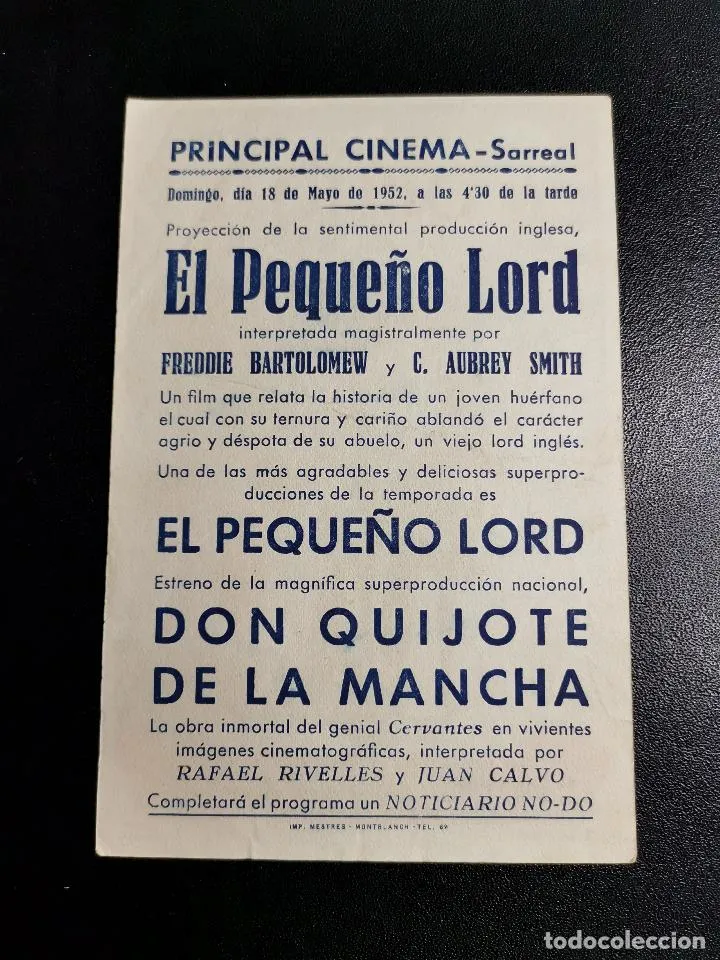 PRiNCIPAL CINEMA - Sarreal
Domingo, día 18 de Mayo de 1952, a las 4'30 de la tarde
Proyección de la sentimental producción inglesa,
El Pequeño Lord
interpretada magistralmente por
FREDDIE BARTOLOMEW y C. AUBREY SMITH
Un film que relata la historia de un joven huérfano
el cual con su ternura y cariño ablandó el carácter
agrio y déspota de su abuelo, un viejo lord inglés.
Una de las más agradables y deliciosas superpro-
ducciones de la temporada es
EL PEQUEÑO LORD
Estreno de la magnífica superproducción nacional,
DON QUIJOTE
DE LA MANCHA
La obra inmortal del genial Cervantes en vivientes
imágenes cinematográficas, interpretada por
RAFAEL RIVELLES y JUAN CALVO
Completará el programa un NOTICIARIO NO-DO
IMP. MESTRES - MONTBLANCH - TEL. 69
todocoleccion